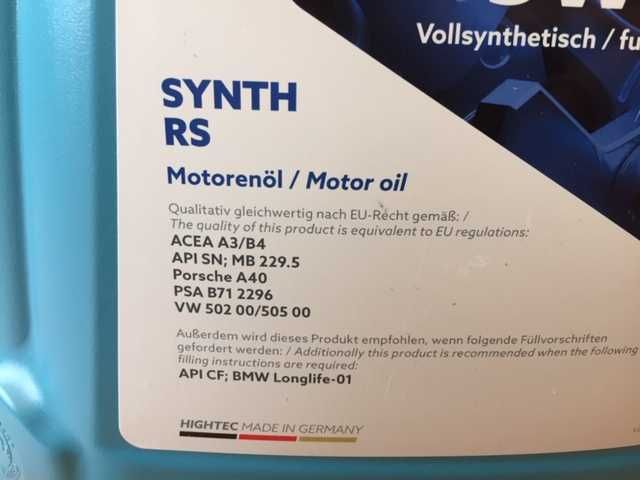 Vollsynthetisch /
SYNTH
RS
Motorenöl / Motor oil
Qualitativ gleichwertig nach EU-Recht gemäß: /
The quality of this product is equivalent to EU regulations:
ACEA A3/B4
API SN; MB 229.5
Porsche A40
PSA B71 2296
VW 502 00/505 00
Außerdem wird dieses Produkt empfohlen, wenn folgende Füllvorschriften
gefordert werden: / Additionally this product is recommended when the following
filling instructions are required:
API CF; BMW Longlife-01
HIGHTEC MADE IN GERMANY